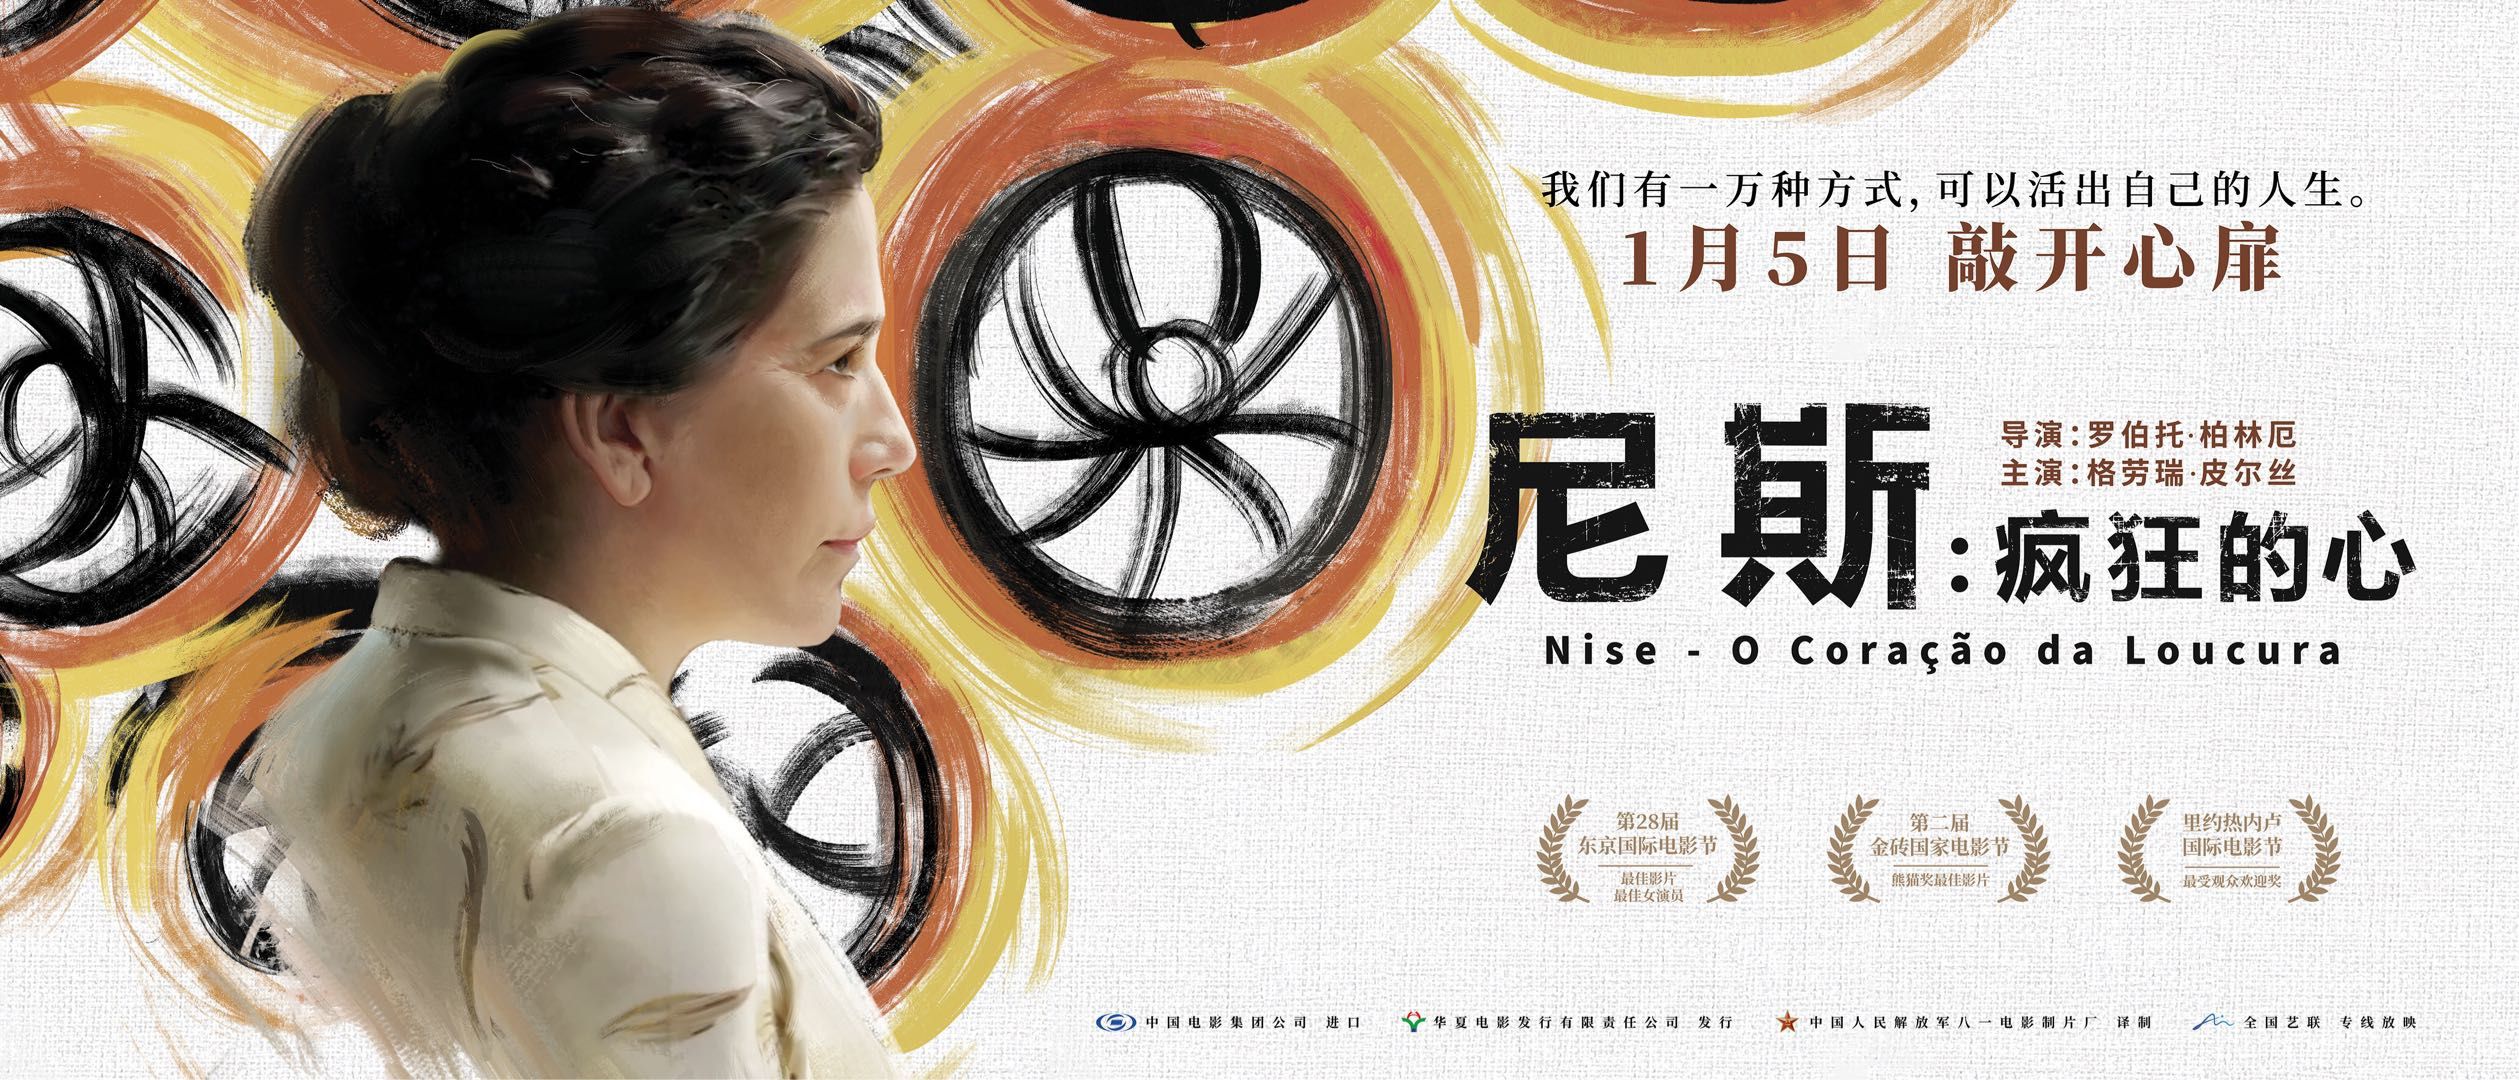 我们有一万种方式,可以活出自己的人生。
1月5日 敲开心扉
尼斯:疯狂的心
导演:罗伯托·柏林厄
主演:格劳瑞·皮尔丝
Nise - O Coração da Loucura
第28届
东京国际电影节
最佳影片
最佳女演员
第二届
金砖国家电影节
熊猫奖最佳影片
里约热内卢
国际电影节
最受观众欢迎奖
中国电影集团公司 进口
华夏电影发行有限责任公司 发行
中国人民解放军八一电影制片厂 译制
全国艺联 专线放映